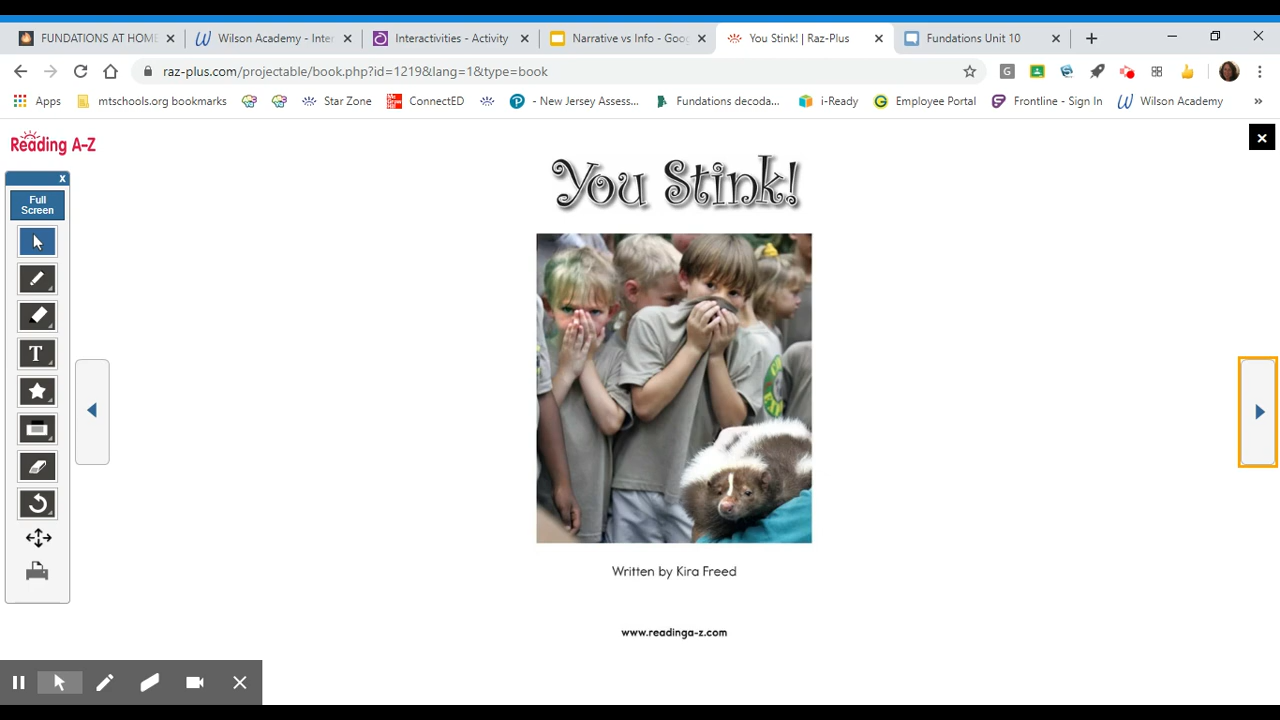 FUNDATIONS AT HOME
Wilson Academy - Inter
Interactivities - Activity
Narrative vs Info - Goog
You Stink! | Raz-Plus
Fundations Unit 10
raz-plus.com/projectable/book.php?id=1219&lang=1&type=book
Apps
mtschools.org bookmarks
Star Zone
ConnectED
- New Jersey Assess...
Fundations decoda...
i-Ready
Employee Portal
Frontline - Sign In
Wilson Academy
Reading A-Z
You Stink!
x
Full
Screen
T
Written by Kira Freed
www.readinga-z.com